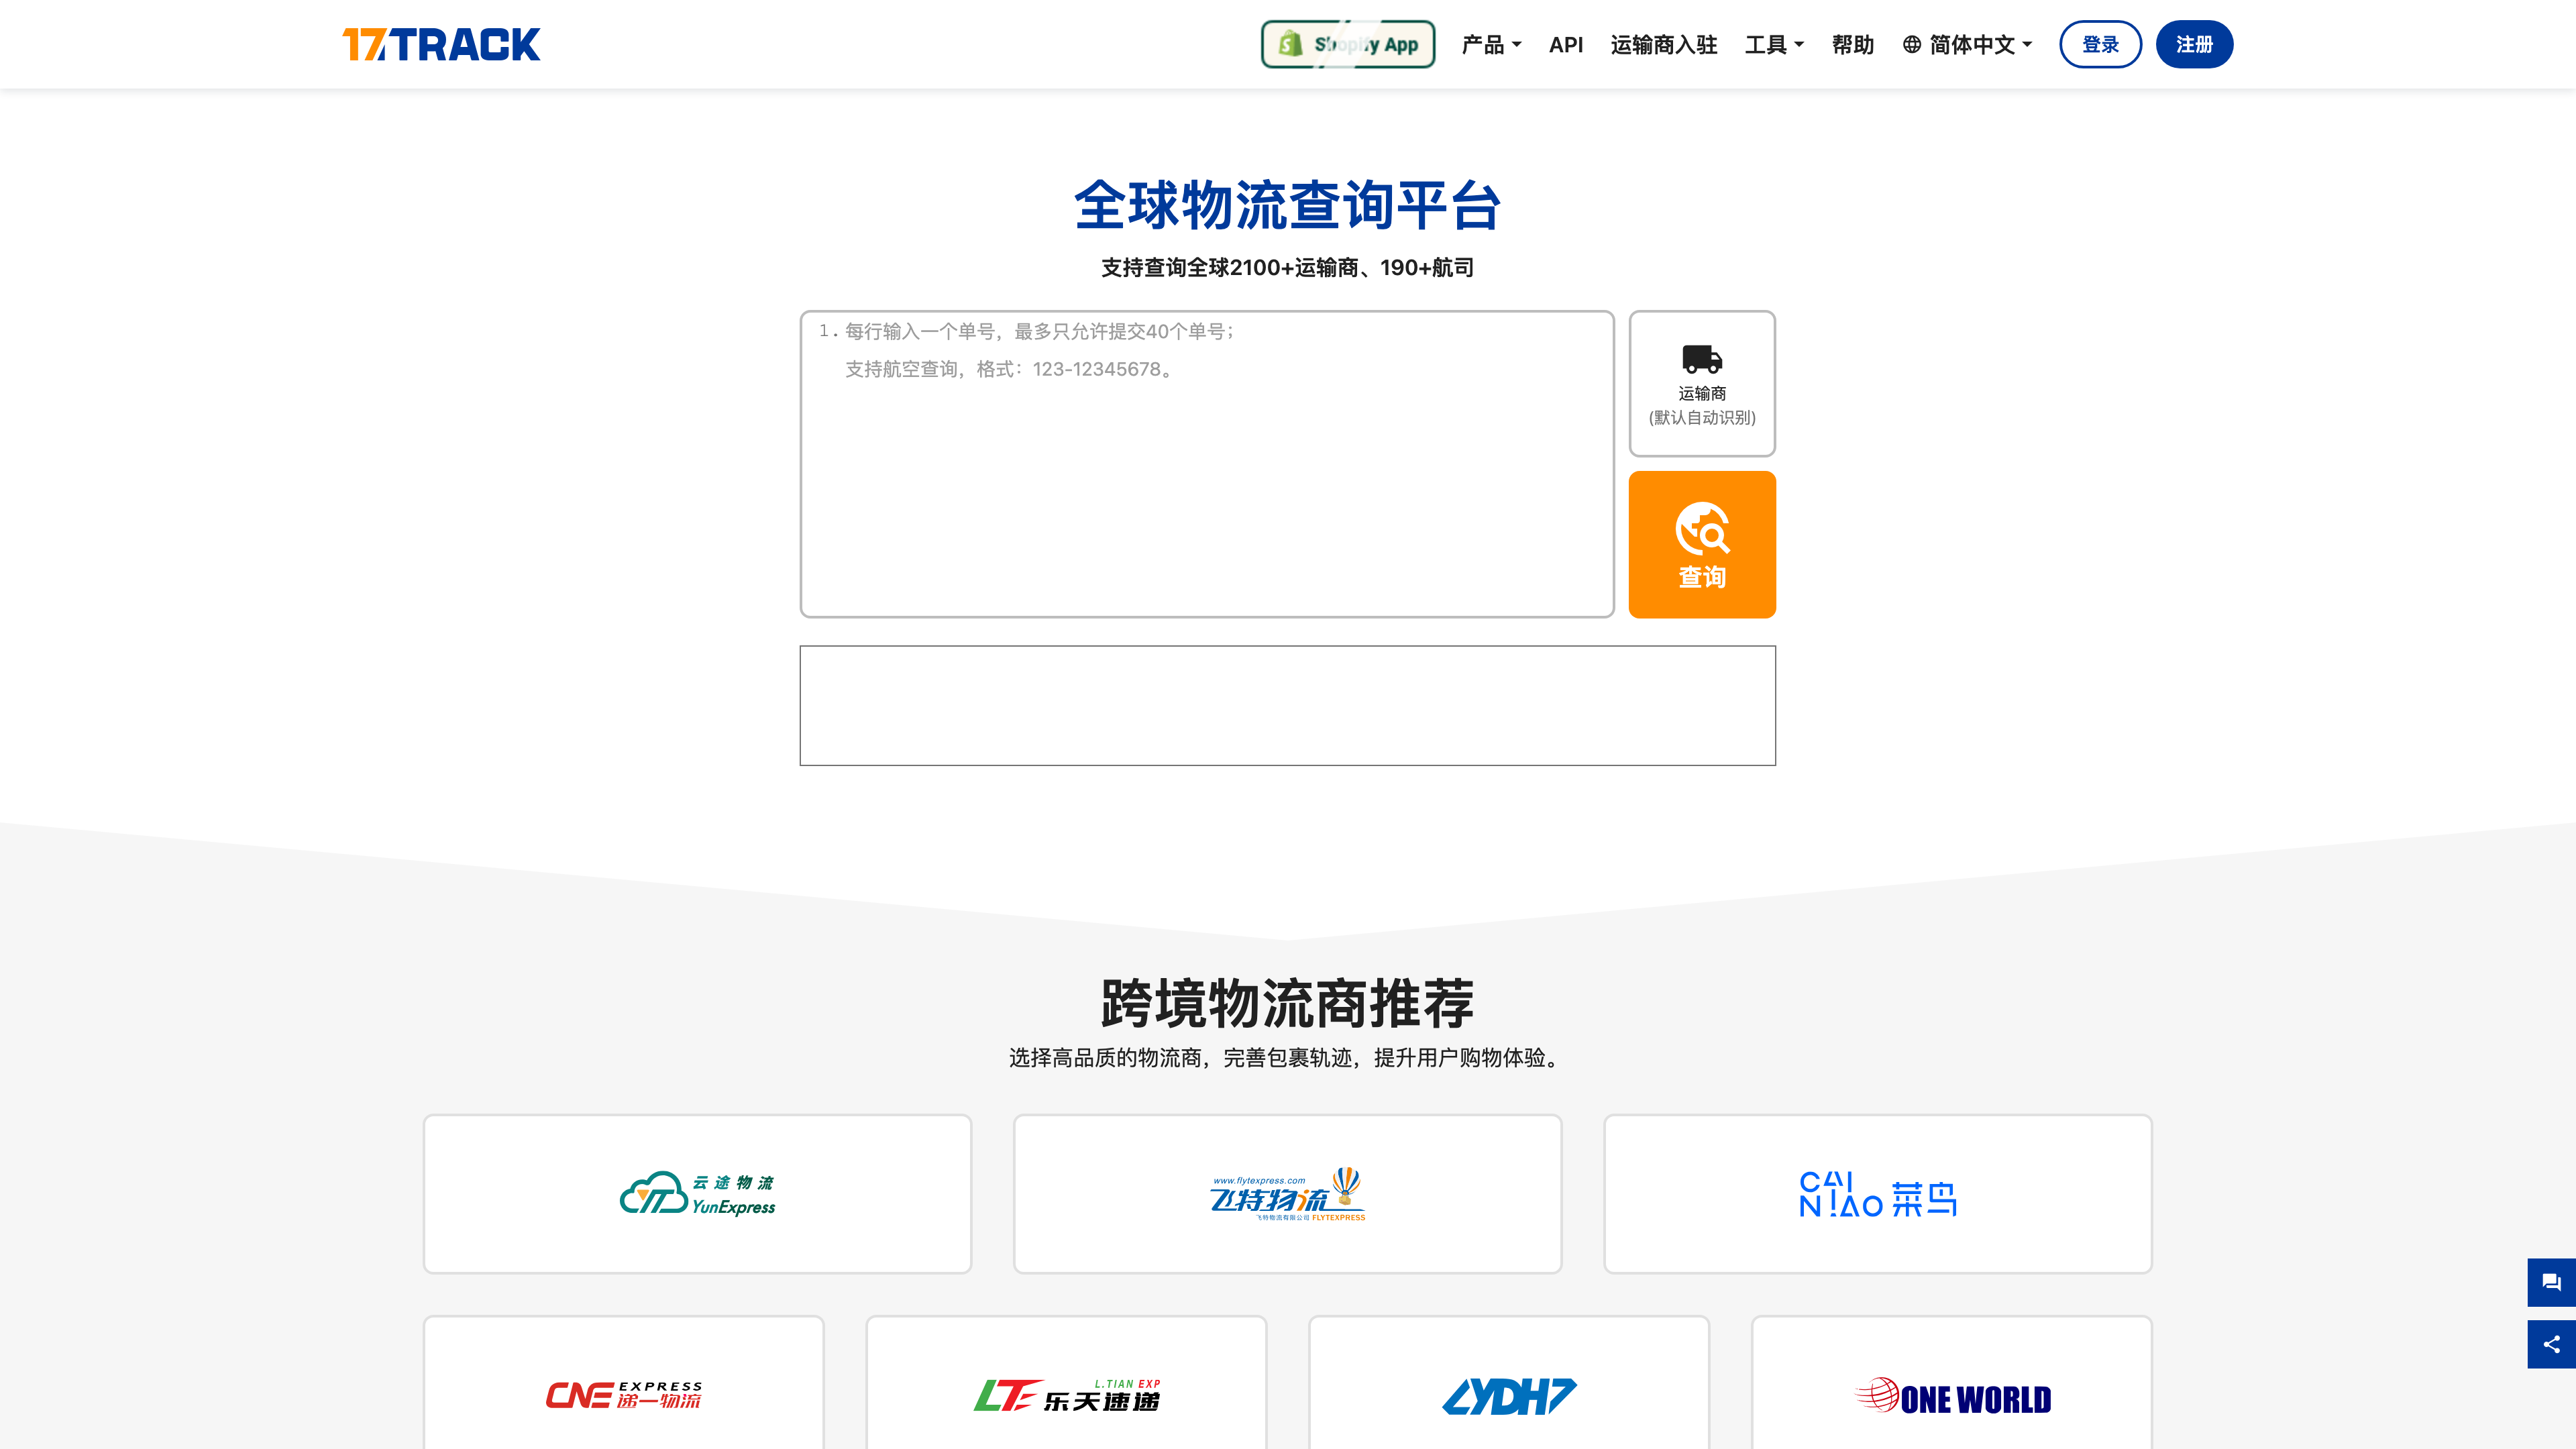 17TRACK
Shopify App
产品
API
运输商入驻
工具
帮助
简体中文
登录
注册
全球物流查询平台
支持查询全球2100+运输商、190+航司
1. 每行输入一个单号，最多只允许提交40个单号；
支持航空查询，格式：123-12345678。
运输商
(默认自动识别)
查询
跨境物流商推荐
选择高品质的物流商，完善包裹轨迹，提升用户购物体验。
云途物流
YunExpress
www.flytexpress.com
飞特物流
飞特物流有限公司 FLYTEXPRESS
CAI
NIAO 菜鸟
CNE EXPRESS
递一物流
L.TIAN EXP
乐天速递
LYDH
ONE WORLD